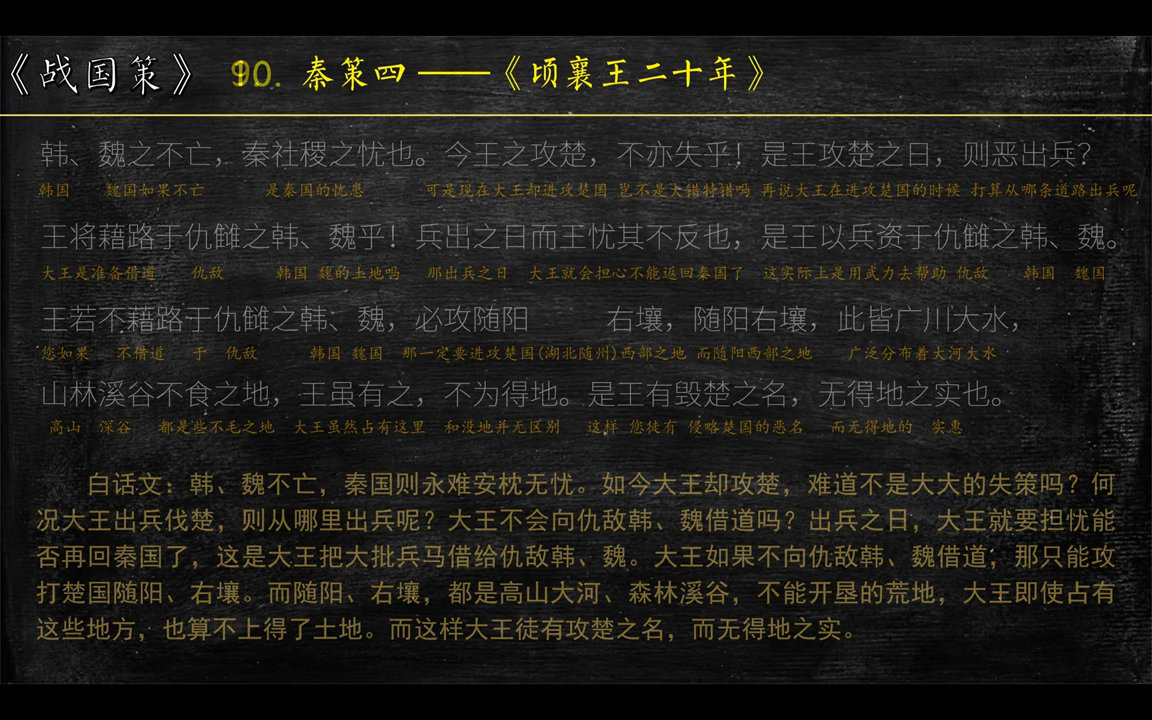 《战国策》 90. 秦策四 ——《顷襄王二十年》
韩、魏之不亡，秦社稷之忧也。今王之攻楚，不亦失乎！是王攻楚之日，则恶出兵？
韩国 魏国如果不亡 是秦国的忧患 可是现在大王却进攻楚国 岂不是大错特错吗 再说大王在进攻楚国的时候 打算从哪条道路出兵呢
王将藉路于仇雠之韩、魏乎！兵出之日而王忧其不反也，是王以兵资于仇雠之韩、魏。
大王是准备借道 仇敌 韩国 魏的土地吗 那出兵之日 大王就会担心不能返回秦国了 这实际上是用武力去帮助 仇敌 韩国 魏国
王若不藉路于仇雠之韩、魏，必攻随阳 右壤，随阳右壤，此皆广川大水，
您如果 不借道 于 仇敌 韩国 魏国 那一定要进攻楚国(湖北随州)西部之地 而随阳西部之地 广泛分布着大河大水
山林溪谷不食之地，王虽有之，不为得地。是王有毁楚之名，无得地之实也。
高山 深谷 都是些不毛之地 大王虽然占有这里 和没地并无区别 这样 您徒有 侵略楚国的恶名 而无得地的 实惠
白话文：韩、魏不亡，秦国则永难安枕无忧。如今大王却攻楚，难道不是大大的失策吗？何
况大王出兵伐楚，则从哪里出兵呢？大王不会向仇敌韩、魏借道吗？出兵之日，大王就要担忧能
否再回秦国了，这是大王把大批兵马借给仇敌韩、魏。大王如果不向仇敌韩、魏借道，那只能攻
打楚国随阳、右壤。而随阳、右壤，都是高山大河、森林溪谷，不能开垦的荒地，大王即使占有
这些地方，也算不上得了土地。而这样大王徒有攻楚之名，而无得地之实。